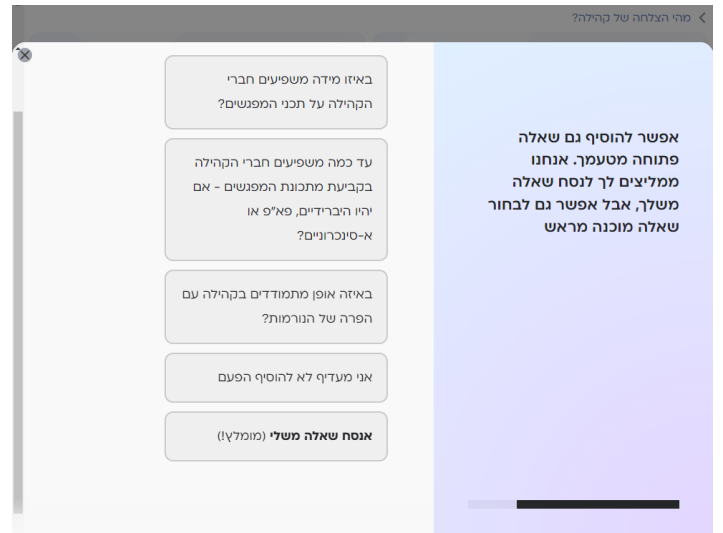 מהי הצלחה של קהילה?
אפשר להוסיף גם שאלה
פתוחה מטעמך. אנחנו
ממליצים לך לנסח שאלה
משלך, אבל אפשר גם לבחור
שאלה מוכנה מראש
באיזו מידה משפיעים חברי
הקהילה על תכני המפגשים?
עד כמה משפיעים חברי הקהילה
בקביעת מתכונת המפגשים - אם
יהיו היברידיים, פא"פ או
א-סינכרוניים?
באיזה אופן מתמודדים בקהילה עם
הפרה של הנורמות?
אני מעדיף לא להוסיף הפעם
אנסח שאלה משלי (מומלץ!)